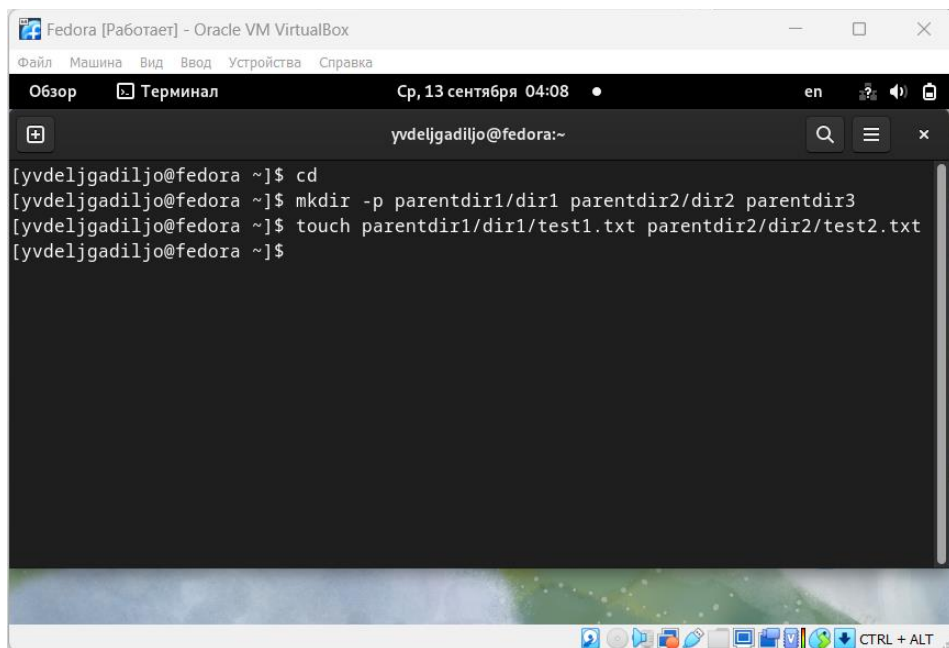 Fedora [Работает] - Oracle VM VirtualBox
Файл Машина Вид Ввод Устройства Справка
Обзор Терминал Ср, 13 сентября 04:08 en
yvdeljgadiljo@fedora:~
[yvdeljgadiljo@fedora ~]$ cd
[yvdeljgadiljo@fedora ~]$ mkdir -p parentdir1/dir1 parentdir2/dir2 parentdir3
[yvdeljgadiljo@fedora ~]$ touch parentdir1/dir1/test1.txt parentdir2/dir2/test2.txt
[yvdeljgadiljo@fedora ~]$
CTRL + ALT